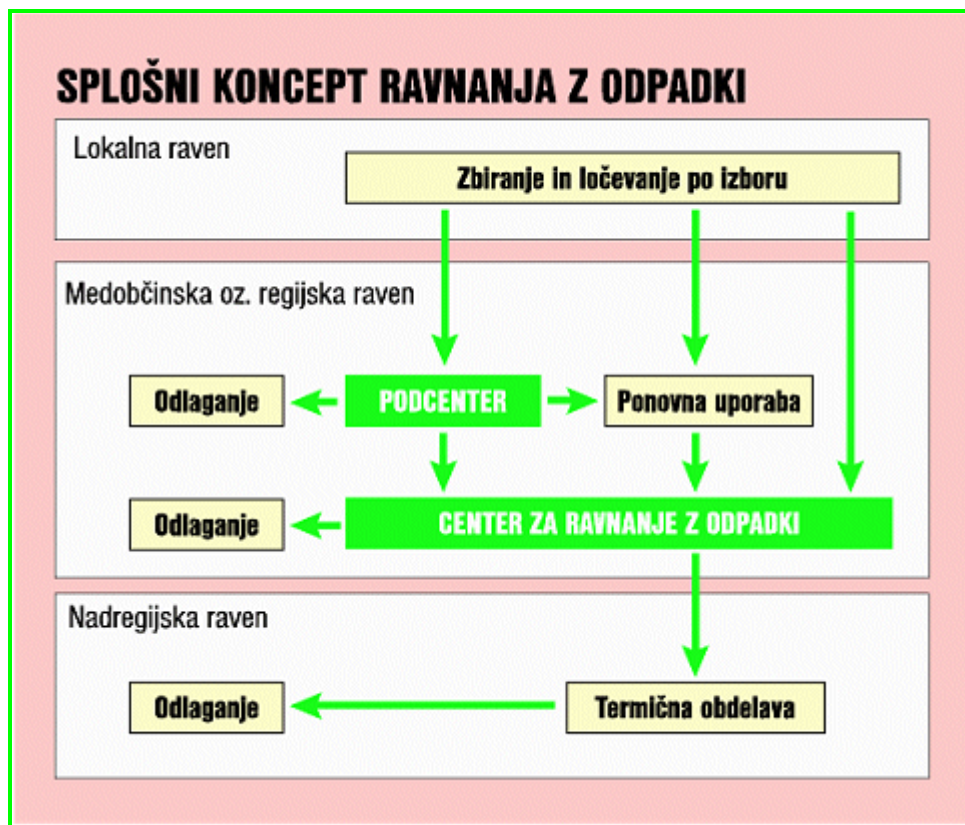 SPLOŠNI KONCEPT RAVNANJA Z ODPADKI
Lokalna raven
Zbiranje in ločevanje po izboru
Medobčinska oz. regijska raven
Odlaganje
PODCENTER
Ponovna uporaba
Odlaganje
CENTER ZA RAVNANJE Z ODPADKI
Nadregijska raven
Odlaganje
Termična obdelava